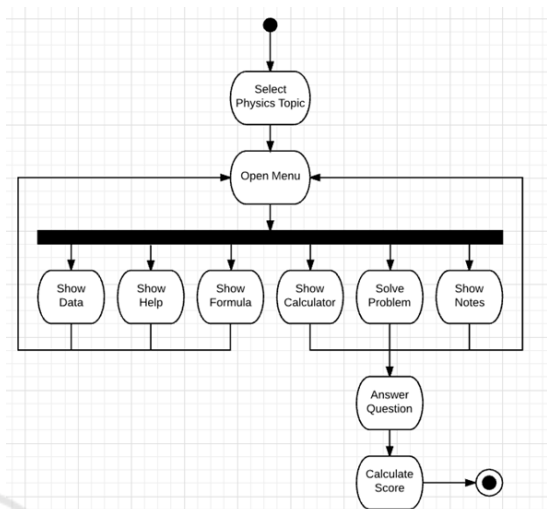 Select
Physics Topic
Open Menu
Show
Data
Show
Help
Show
Formula
Show
Calculator
Solve
Problem
Show
Notes
Answer
Question
Calculate
Score